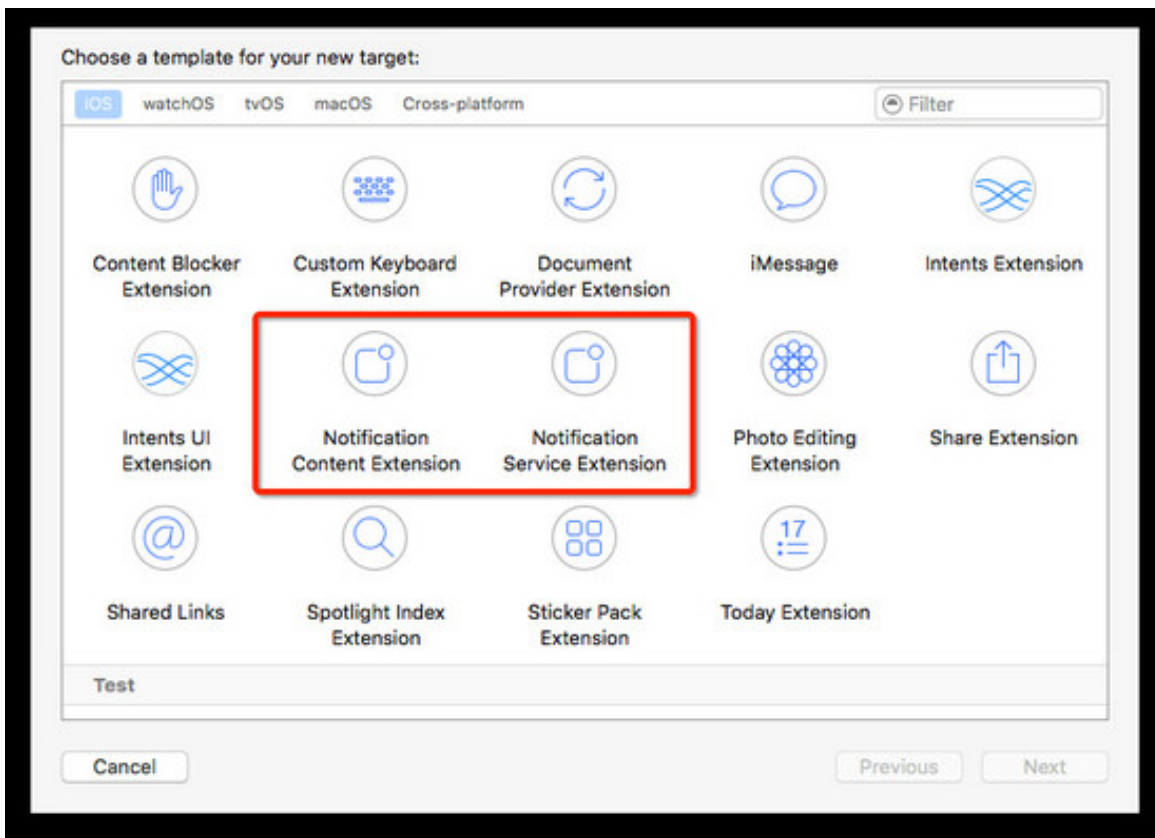 Choose a template for your new target:
iOS watchOS tvOS macOS Cross-platform Filter
Content Blocker Extension
Custom Keyboard Extension
Document Provider Extension
iMessage
Intents Extension
Intents UI Extension
Notification Content Extension
Notification Service Extension
Photo Editing Extension
Share Extension
@
Shared Links
Spotlight Index Extension
Sticker Pack Extension
17
Today Extension
Test
Cancel Previous Next